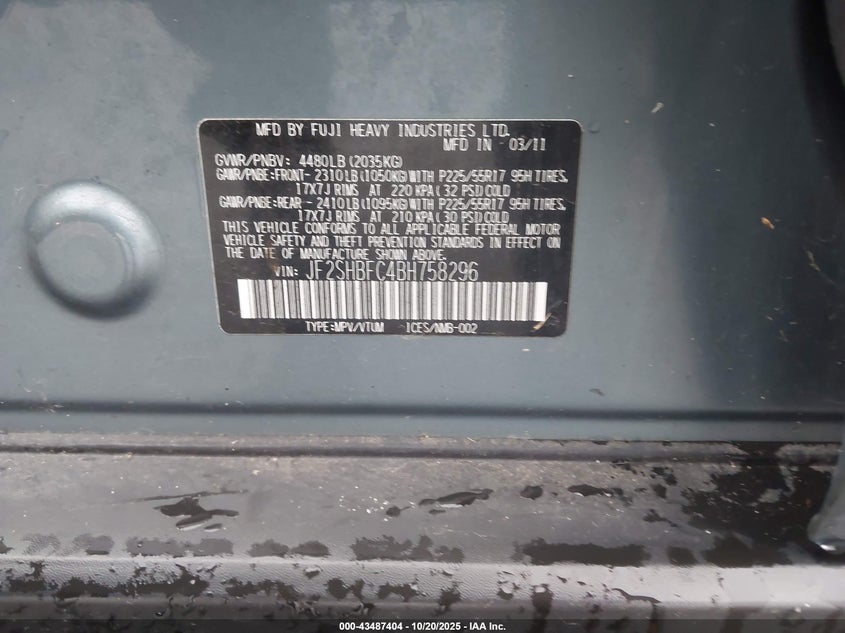 MFD BY FUJI HEAVY INDUSTRIES LTD.
MFD IN 03/11
GVWR/PNBV: 4480LB(2035KG)
GAWR/PNBE:FRONT-2310LB(1050KG)WITH P225/55R17 95H TIRES,
17X7J RIMS AT 220 KPA(32 PSI)COLD
GAWR/PNBE:REAR -2410LB(1095KG)WITH P225/55R17 95H TIRES,
17X7J RIMS AT 210 KPA(30 PSI)COLD
THIS VEHICLE CONFORMS TO ALL APPLICABLE FEDERAL MOTOR
VEHICLE SAFETY AND THEFT PREVENTION STANDARDS IN EFFECT ON
THE DATE OF MANUFACTURE SHOWN ABOVE.
VIN: JF2SHBFC4BH758296
TYPE:MPV/VTUM ICES/NMB-002
000-43487404 - 10/20/2025 - IAA Inc.